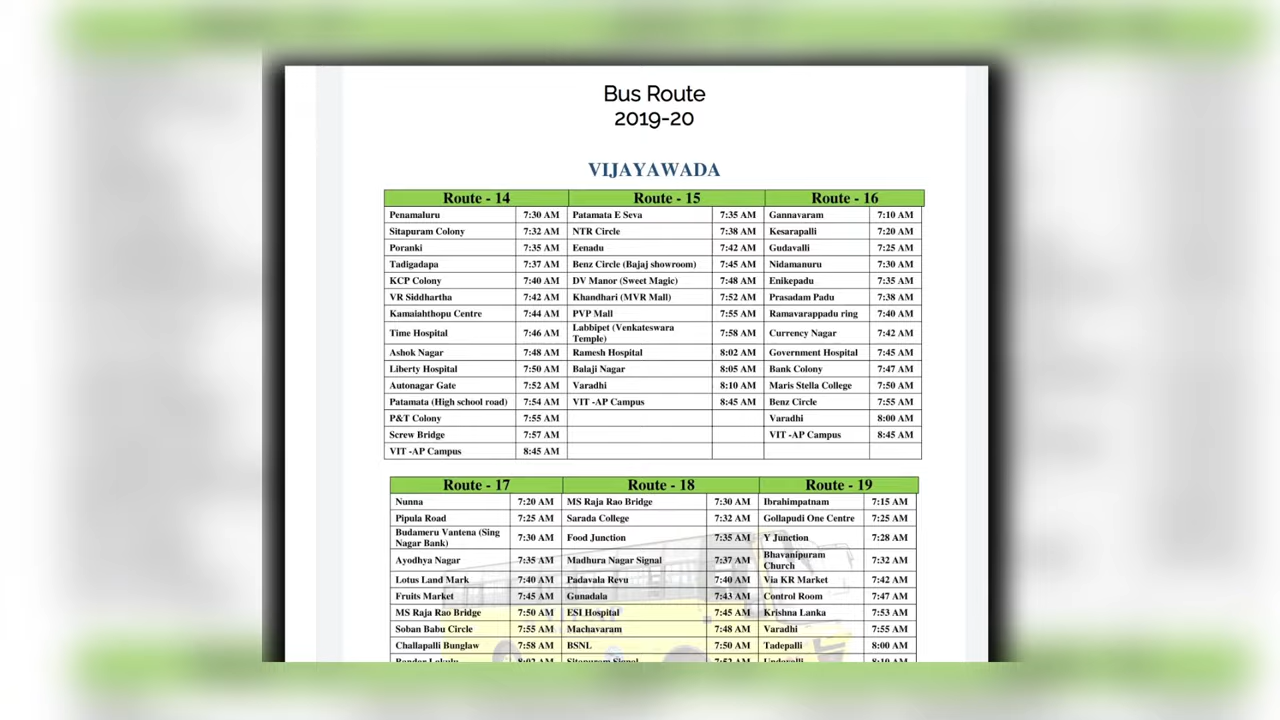 Bus Route
2019-20
VIJAYAWADA
Route - 14 Route - 15 Route - 16
Penamaluru 7:30 AM Patamata E Seva 7:35 AM Gannavaram 7:10 AM
Sitapuram Colony 7:32 AM NTR Circle 7:38 AM Kesarapalli 7:20 AM
Poranki 7:35 AM Eenadu 7:42 AM Gudavalli 7:25 AM
Tadigadapa 7:37 AM Benz Circle (Bajaj showroom) 7:45 AM Nidamanuru 7:30 AM
KCP Colony 7:40 AM DV Manor (Sweet Magic) 7:48 AM Enikepadu 7:35 AM
VR Siddhartha 7:42 AM Khandhari (MVR Mall) 7:52 AM Prasadam Padu 7:38 AM
Kamaiahthopu Centre 7:44 AM PVP Mall 7:55 AM Ramavarappadu ring 7:40 AM
Time Hospital 7:46 AM Labbipet (Venkateswara Temple) 7:58 AM Currency Nagar 7:42 AM
Ashok Nagar 7:48 AM Ramesh Hospital 8:02 AM Government Hospital 7:45 AM
Liberty Hospital 7:50 AM Balaji Nagar 8:05 AM Bank Colony 7:47 AM
Autonagar Gate 7:52 AM Varadhi 8:10 AM Maris Stella College 7:50 AM
Patamata (High school road) 7:54 AM VIT -AP Campus 8:45 AM Benz Circle 7:55 AM
P&T Colony 7:55 AM Varadhi 8:00 AM
Screw Bridge 7:57 AM VIT -AP Campus 8:45 AM
VIT -AP Campus 8:45 AM
Route - 17 Route - 18 Route - 19
Nunna 7:20 AM MS Raja Rao Bridge 7:30 AM Ibrahimpatnam 7:15 AM
Pipula Road 7:25 AM Sarada College 7:32 AM Gollapudi One Centre 7:25 AM
Budameru Vantena (Sing Nagar Bank) 7:30 AM Food Junction 7:35 AM Y Junction 7:28 AM
Ayodhya Nagar 7:35 AM Madhura Nagar Signal 7:37 AM Bhavanipuram Church 7:32 AM
Lotus Land Mark 7:40 AM Padavala Revu 7:40 AM Via KR Market 7:42 AM
Fruits Market 7:45 AM Gunadala 7:43 AM Control Room 7:47 AM
MS Raja Rao Bridge 7:50 AM ESI Hospital 7:45 AM Krishna Lanka 7:53 AM
Soban Babu Circle 7:55 AM Machavaram 7:48 AM Varadhi 7:55 AM
Challapalli Bunglaw 7:58 AM BSNL 7:50 AM Tadepalli 8:00 AM